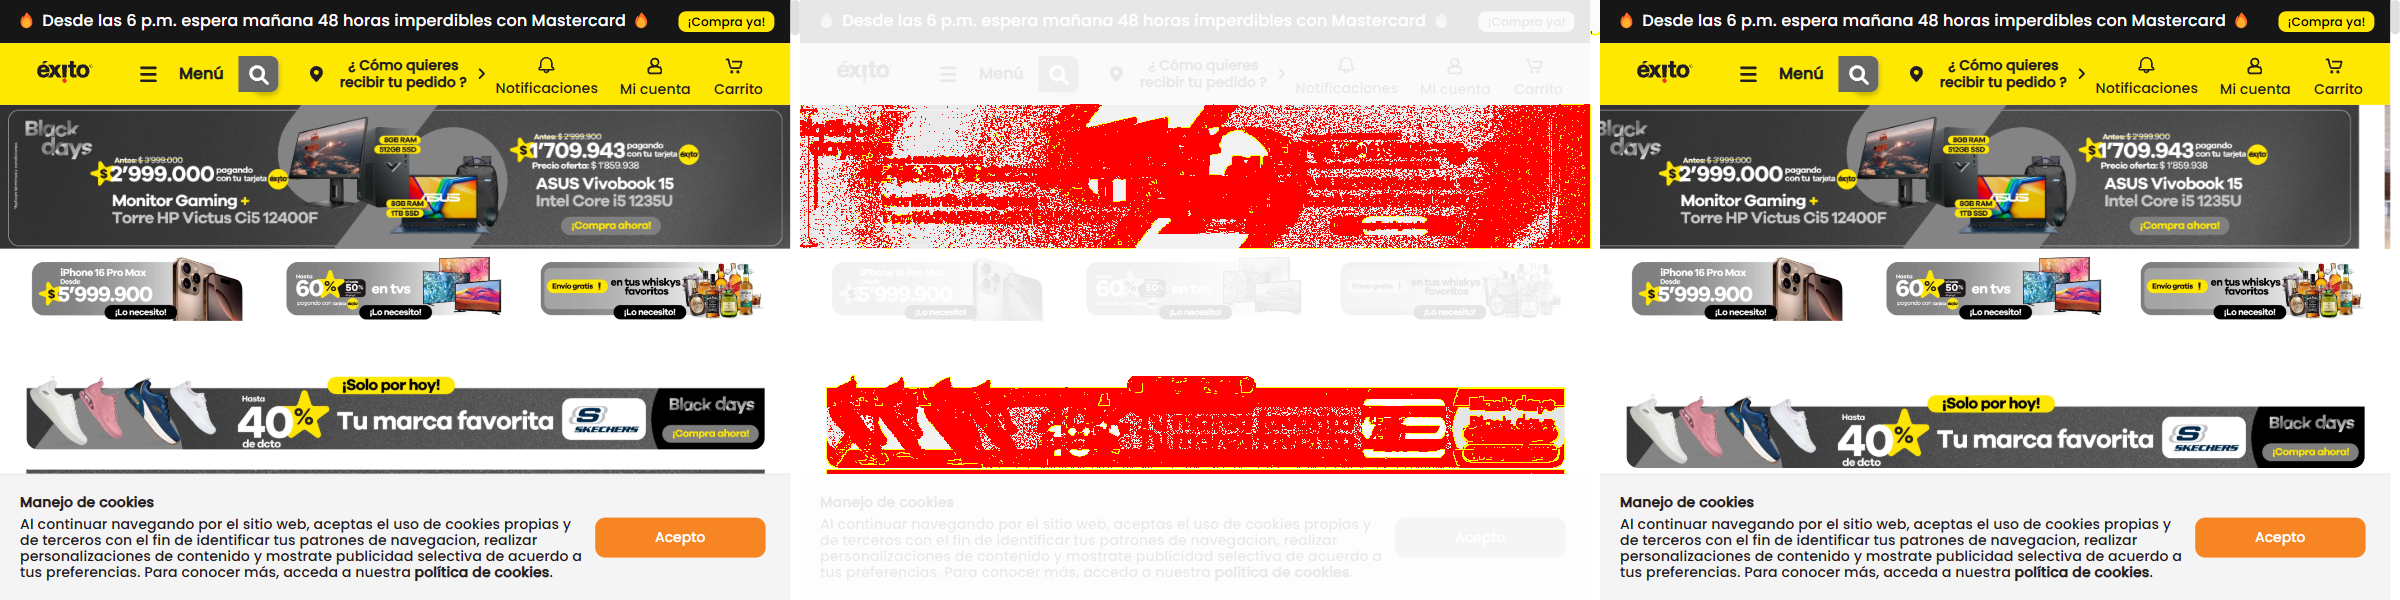 Desde las 6 p.m. espera mañana 48 horas imperdibles con Mastercard
¡Compra ya!
éxito
Menú
¿ Cómo quieres
recibir tu pedido ?
Notificaciones
Mi cuenta
Carrito
Black
days
Antes: $ 3'999.000
$2'999.000 pagando
con tu tarjeta éxito
Monitor Gaming +
Torre HP Victus Ci5 12400F
8GB RAM
512GB SSD
8GB RAM
1TB SSD
ASUS
Antes: $ 2'999.900
$1'709.943 pagando
con tu tarjeta éxito
Precio oferta: $ 1'859.938
ASUS Vivobook 15
Intel Core i5 1235U
¡Compra ahora!
iPhone 16 Pro Max
Desde
$5'999.900
¡Lo necesito!
Hasta
60%
50%
pagando con tu tarjeta éxito
en tvs
¡Lo necesito!
Envío gratis !
en tus whiskys
favoritos
¡Lo necesito!
¡Solo por hoy!
Hasta
40%
de dcto
Tu marca favorita
S
SKECHERS
Black days
¡Compra ahora!
Manejo de cookies
Al continuar navegando por el sitio web, aceptas el uso de cookies propias y
de terceros con el fin de identificar tus patrones de navegacion, realizar
personalizaciones de contenido y mostrate publicidad selectiva de acuerdo a
tus preferencias. Para conocer más, acceda a nuestra política de cookies.
Acepto
Desde las 6 p.m. espera mañana 48 horas imperdibles con Mastercard
¡Compra ya!
éxito
Menú
¿ Cómo quieres
recibir tu pedido ?
Notificaciones
Mi cuenta
Carrito
iPhone 16 Pro Max
Desde
$5'999.900
¡Lo necesito!
Hasta
60%
50%
en tvs
¡Lo necesito!
Envío gratis !
en tus whiskys
favoritos
¡Lo necesito!
Manejo de cookies
Al continuar navegando por el sitio web, aceptas el uso de cookies propias y
de terceros con el fin de identificar tus patrones de navegacion, realizar
personalizaciones de contenido y mostrate publicidad selectiva de acuerdo a
tus preferencias. Para conocer más, acceda a nuestra política de cookies.
Acepto
Desde las 6 p.m. espera mañana 48 horas imperdibles con Mastercard
¡Compra ya!
éxito
Menú
¿ Cómo quieres
recibir tu pedido ?
Notificaciones
Mi cuenta
Carrito
Black
days
Antes: $ 3'999.000
$2'999.000 pagando
con tu tarjeta éxito
Monitor Gaming +
Torre HP Victus Ci5 12400F
8GB RAM
512GB SSD
8GB RAM
1TB SSD
ASUS
Antes: $ 2'999.900
$1'709.943 pagando
con tu tarjeta éxito
Precio oferta: $ 1'859.938
ASUS Vivobook 15
Intel Core i5 1235U
¡Compra ahora!
iPhone 16 Pro Max
Desde
$5'999.900
¡Lo necesito!
Hasta
60%
50%
pagando con tu tarjeta éxito
en tvs
¡Lo necesito!
Envío gratis !
en tus whiskys
favoritos
¡Lo necesito!
¡Solo por hoy!
Hasta
40%
de dcto
Tu marca favorita
S
SKECHERS
Black days
¡Compra ahora!
Manejo de cookies
Al continuar navegando por el sitio web, aceptas el uso de cookies propias y
de terceros con el fin de identificar tus patrones de navegacion, realizar
personalizaciones de contenido y mostrate publicidad selectiva de acuerdo a
tus preferencias. Para conocer más, acceda a nuestra política de cookies.
Acepto